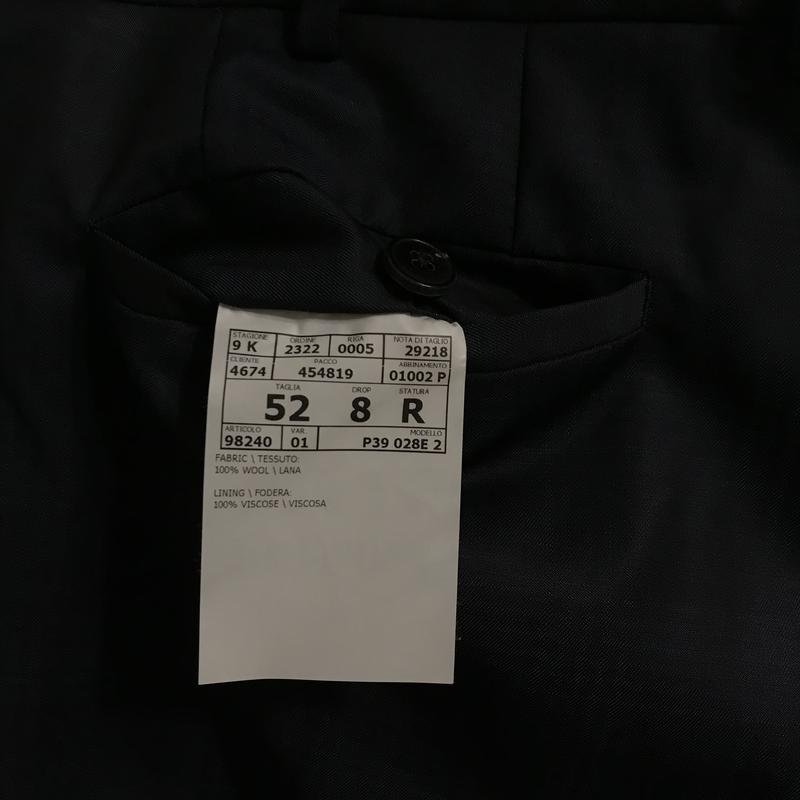 STAGIONE ORDINE RIGA NOTA DI TAGLIO
9 K 2322 0005 29218
CLIENTE PACCO ABBINAMENTO
4674 454819 01002 P
TAGLIA DROP STATURA
52 8 R
ARTICOLO VAR. MODELLO
98240 01 P39 028E 2
FABRIC \ TESSUTO:
100% WOOL \ LANA
LINING \ FODERA:
100% VISCOSE \ VISCOSA